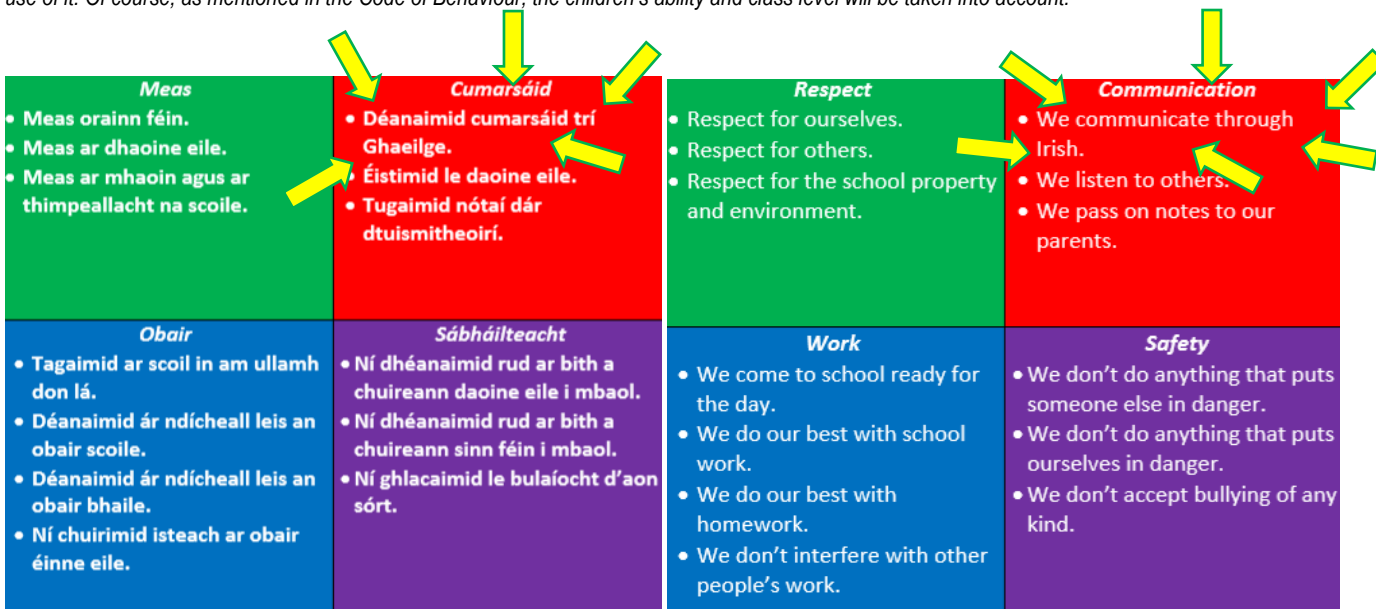 use of it. Of course, as mentioned in the Code of Behaviour, the children's ability and class level will be taken into account.
Meas
• Meas orainn féin.
• Meas ar dhaoine eile.
• Meas ar mhaoin agus ar
thimpeallacht na scoile.
Cumarsáid
• Déanaimid cumarsáid trí
Ghaeilge.
• Éistimid le daoine eile.
• Tugaimid nótaí dár
dtuismitheoirí.
Obair
• Tagaimid ar scoil in am ullamh
don lá.
• Déanaimid ár ndícheall leis an
obair scoile.
• Déanaimid ár ndícheall leis an
obair bhaile.
• Ní chuirimid isteach ar obair
éinne eile.
Sábháilteacht
• Ní dhéanaimid rud ar bith a
chuireann daoine eile i mbaol.
• Ní dhéanaimid rud ar bith a
chuireann sinn féin i mbaol.
• Ní ghlacaimid le bulaíocht d'aon
sórt.
Respect
• Respect for ourselves.
• Respect for others.
• Respect for the school property
and environment.
Communication
• We communicate through
Irish.
• We listen to others.
• We pass on notes to our
parents.
Work
• We come to school ready for
the day.
• We do our best with school
work.
• We do our best with
homework.
• We don't interfere with other
people's work.
Safety
• We don't do anything that puts
someone else in danger.
• We don't do anything that puts
ourselves in danger.
• We don't accept bullying of any
kind.